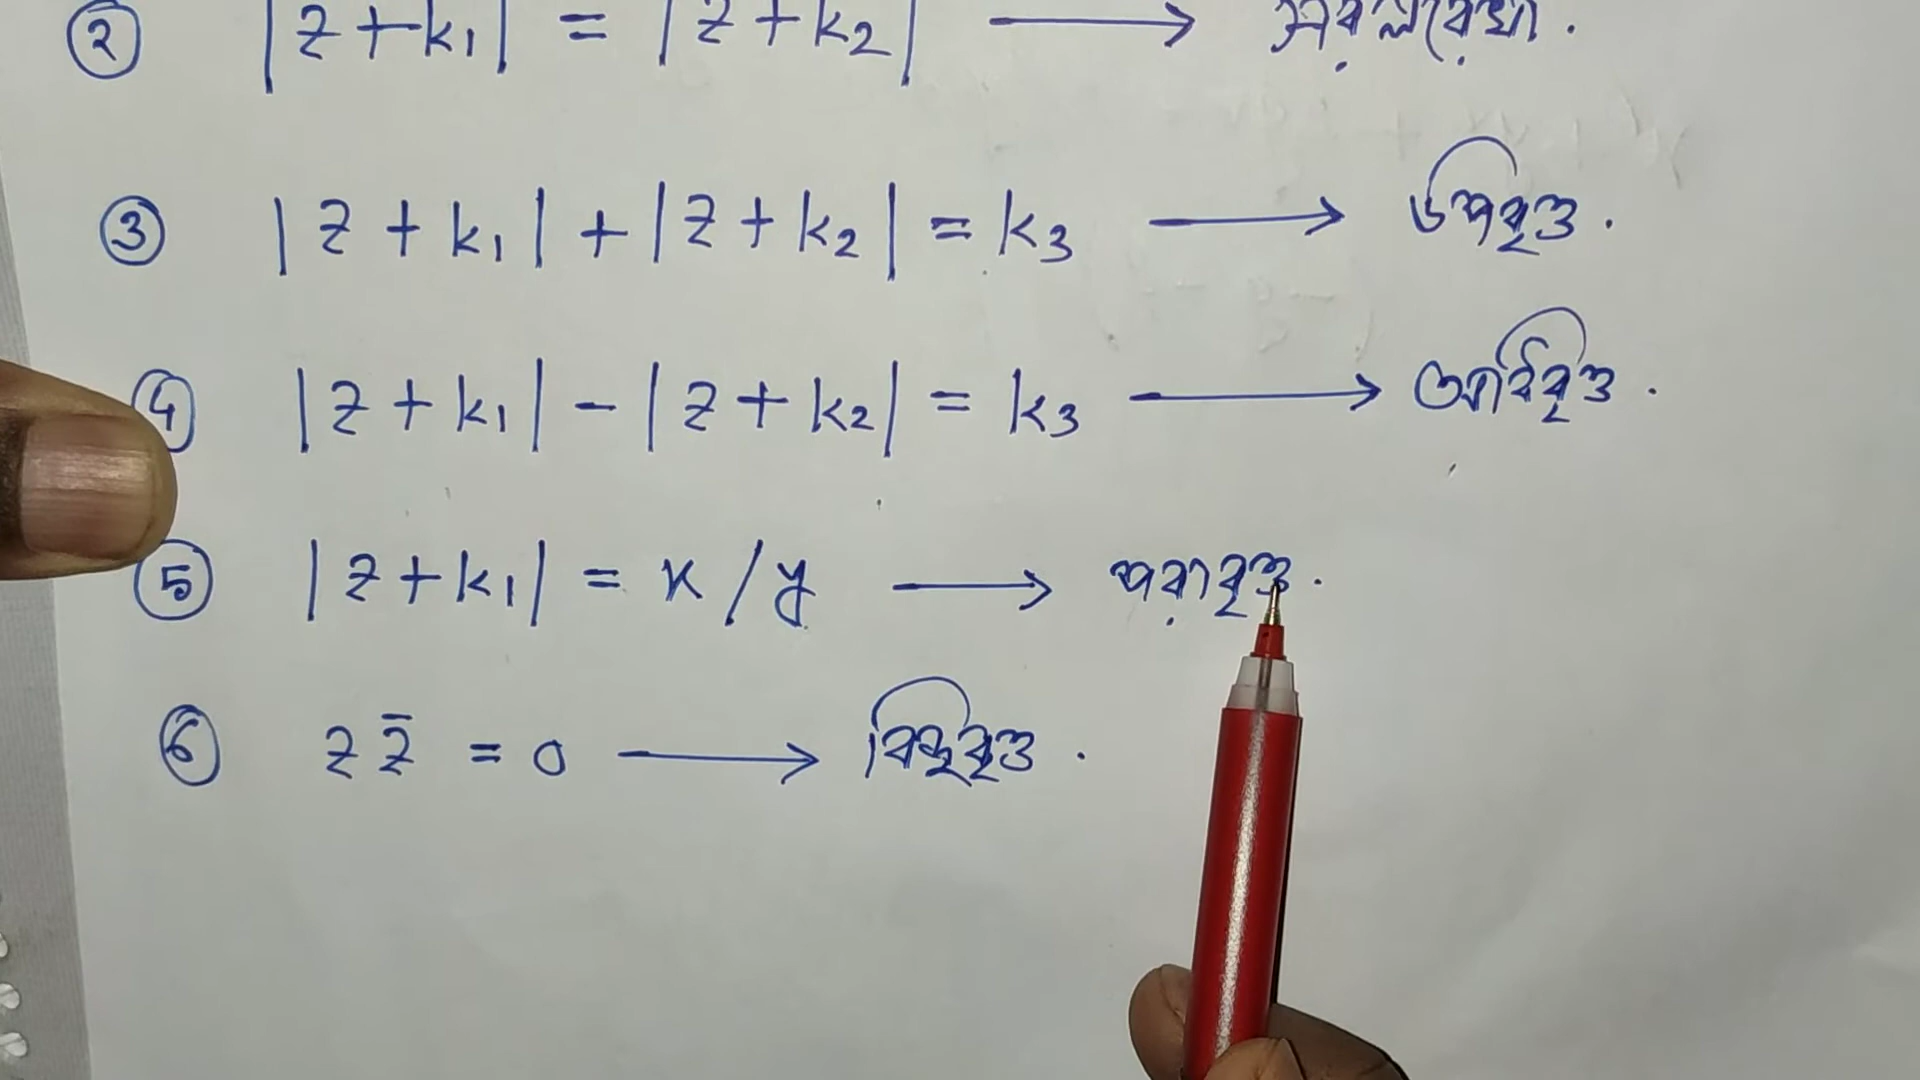 ② |z+k₁| = |z+k₂| ⟶ সরলরেখা.
③ |z+k₁| + |z+k₂| = k₃ ⟶ উপবৃত্ত.
④ |z+k₁| - |z+k₂| = k₃ ⟶ অধিবৃত্ত.
⑤ |z+k₁| = x/y ⟶ পরাবৃত্ত.
⑥ z z̄ = 0 ⟶ বিন্দুবৃত্ত.